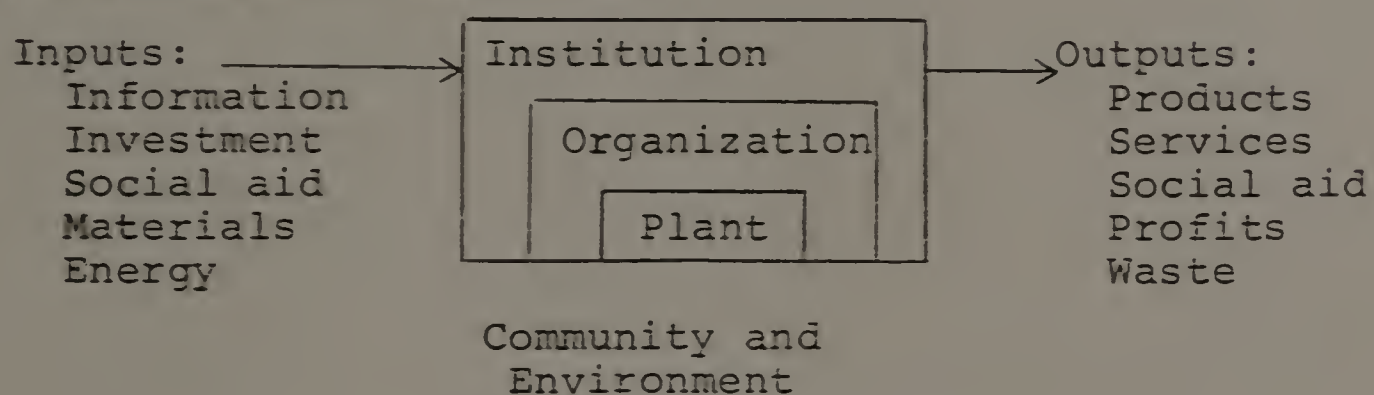 Inputs:
Information
Investment
Social aid
Materials
Energy
Institution
Organization
Plant
Outputs:
Products
Services
Social aid
Profits
Waste
Community and
Environment